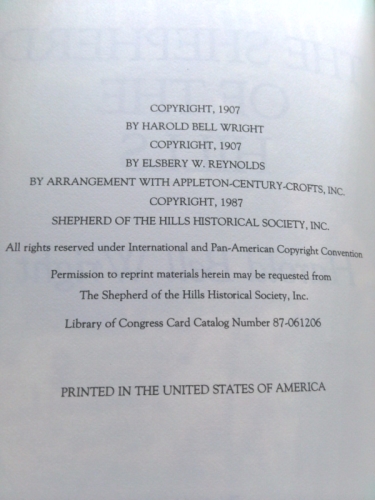 COPYRIGHT, 1907
BY HAROLD BELL WRIGHT
COPYRIGHT, 1907
BY ELSBERY W. REYNOLDS
BY ARRANGEMENT WITH APPLETON-CENTURY-CROFTS, INC.
COPYRIGHT, 1987
SHEPHERD OF THE HILLS HISTORICAL SOCIETY, INC.
All rights reserved under International and Pan-American Copyright Convention
Permission to reprint materials herein may be requested from
The Shepherd of the Hills Historical Society, Inc.
Library of Congress Card Catalog Number 87-061206
PRINTED IN THE UNITED STATES OF AMERICA